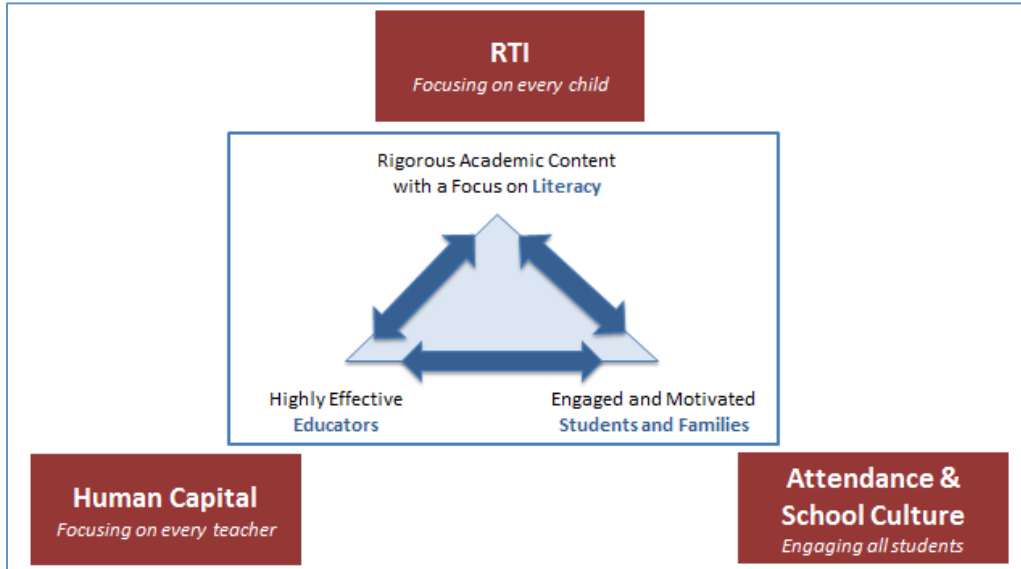 RTI
Focusing on every child
Rigorous Academic Content
with a Focus on Literacy
Highly Effective
Educators
Engaged and Motivated
Students and Families
Human Capital
Focusing on every teacher
Attendance &
School Culture
Engaging all students